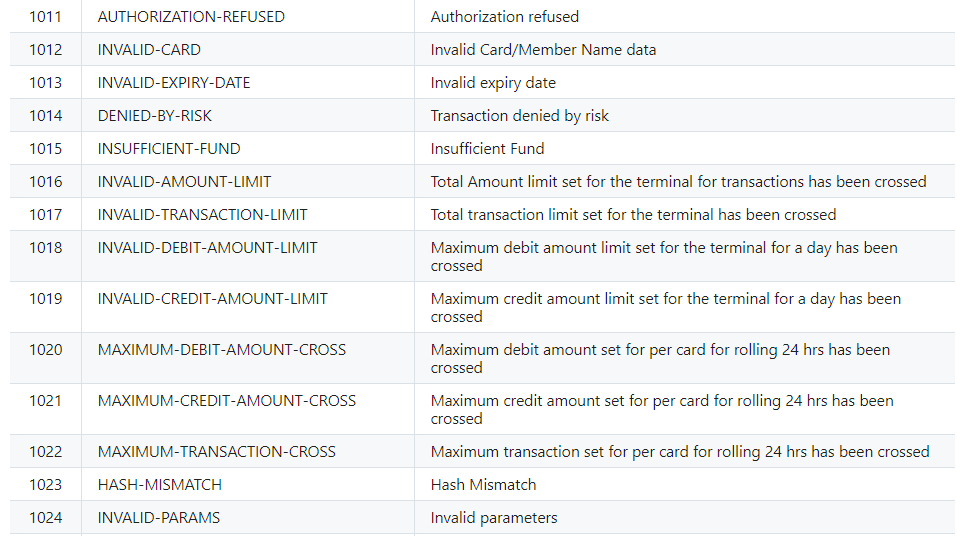 1011 AUTHORIZATION-REFUSED Authorization refused
1012 INVALID-CARD Invalid Card/Member Name data
1013 INVALID-EXPIRY-DATE Invalid expiry date
1014 DENIED-BY-RISK Transaction denied by risk
1015 INSUFFICIENT-FUND Insufficient Fund
1016 INVALID-AMOUNT-LIMIT Total Amount limit set for the terminal for transactions has been crossed
1017 INVALID-TRANSACTION-LIMIT Total transaction limit set for the terminal has been crossed
1018 INVALID-DEBIT-AMOUNT-LIMIT Maximum debit amount limit set for the terminal for a day has been
crossed
1019 INVALID-CREDIT-AMOUNT-LIMIT Maximum credit amount limit set for the terminal for a day has been
crossed
1020 MAXIMUM-DEBIT-AMOUNT-CROSS Maximum debit amount set for per card for rolling 24 hrs has been
crossed
1021 MAXIMUM-CREDIT-AMOUNT-CROSS Maximum credit amount set for per card for rolling 24 hrs has been
crossed
1022 MAXIMUM-TRANSACTION-CROSS Maximum transaction set for per card for rolling 24 hrs has been crossed
1023 HASH-MISMATCH Hash Mismatch
1024 INVALID-PARAMS Invalid parameters